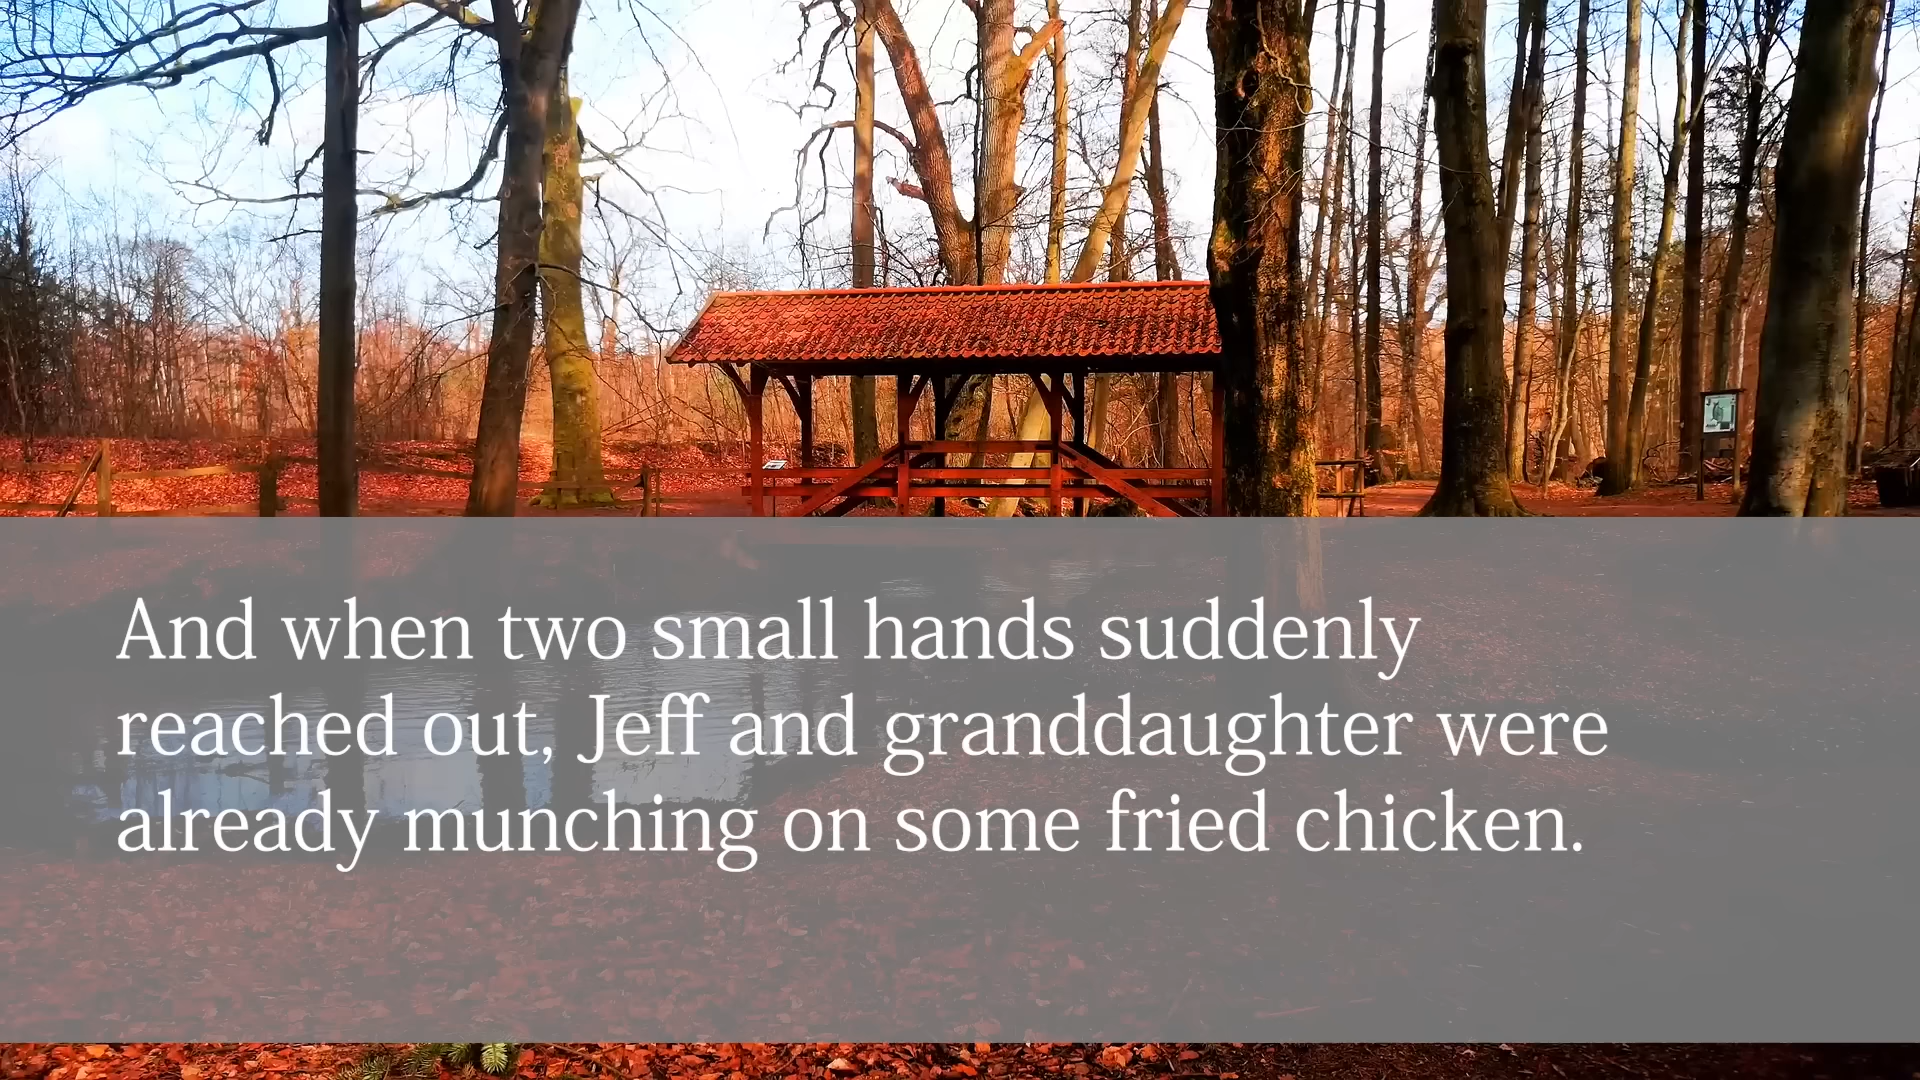 And when two small hands suddenly
reached out, Jeff and granddaughter were
already munching on some fried chicken.